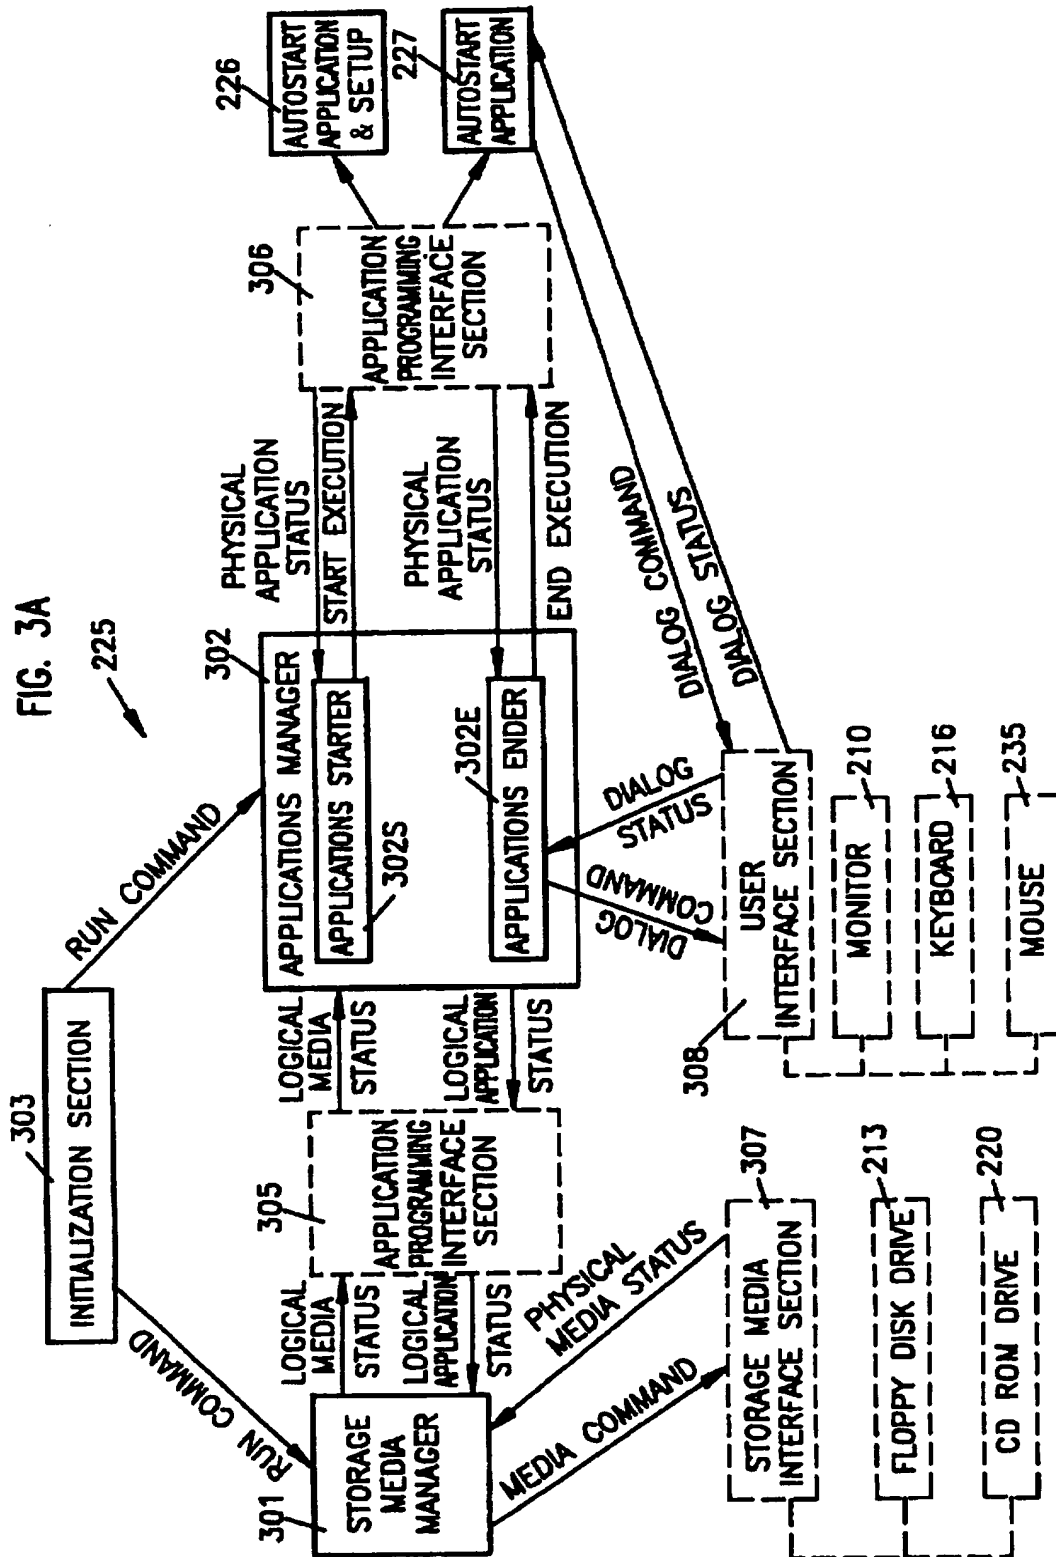 FIG. 3A
225
303
INITIALIZATION SECTION
RUN COMMAND
RUN COMMAND
301
STORAGE
MEDIA
MANAGER
LOGICAL
MEDIA
STATUS
LOGICAL
APPLICATION
STATUS
305
APPLICATION
PROGRAMMING
INTERFACE
SECTION
LOGICAL
MEDIA
STATUS
LOGICAL
APPLICATION
STATUS
302
APPLICATIONS MANAGER
APPLICATIONS STARTER
302S
302E
APPLICATIONS ENDER
PHYSICAL
APPLICATION
STATUS
START EXECUTION
PHYSICAL
APPLICATION
STATUS
END EXECUTION
306
APPLICATION
PROGRAMMING
INTERFACE
SECTION
226
AUTOSTART
APPLICATION
& SETUP
227
AUTOSTART
APPLICATION
PHYSICAL
MEDIA STATUS
MEDIA COMMAND
307
STORAGE MEDIA
INTERFACE SECTION
213
FLOPPY DISK DRIVE
220
CD ROM DRIVE
DIALOG
COMMAND
DIALOG
STATUS
DIALOG COMMAND
DIALOG STATUS
308
USER
INTERFACE SECTION
210
MONITOR
216
KEYBOARD
235
MOUSE